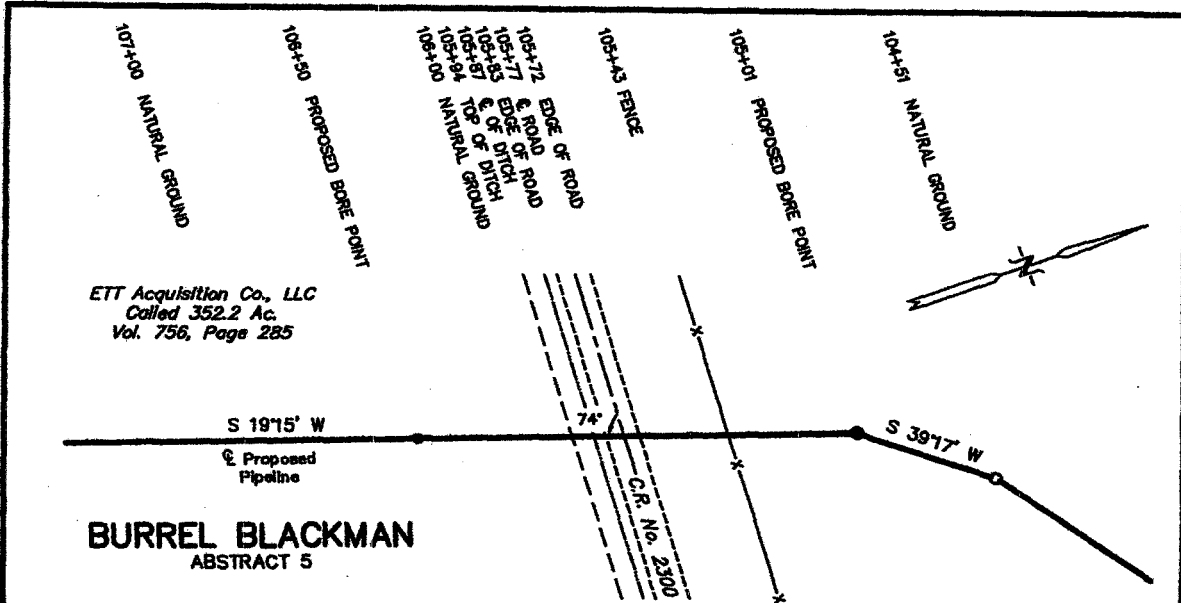 107+00 NATURAL GROUND
106+50 PROPOSED BORE POINT
106+00 NATURAL GROUND
105+94 TOP OF DITCH
105+87 ℄ OF DITCH
105+83 EDGE OF ROAD
105+77 ℄ ROAD
105+72 EDGE OF ROAD
105+43 FENCE
105+01 PROPOSED BORE POINT
104+51 NATURAL GROUND
N
ETT Acquisition Co., LLC
Called 352.2 Ac.
Vol. 756, Page 285
S 19°15' W
℄ Proposed
Pipeline
74°
C.R. No. 2300
S 39°17' W
BURREL BLACKMAN
ABSTRACT 5